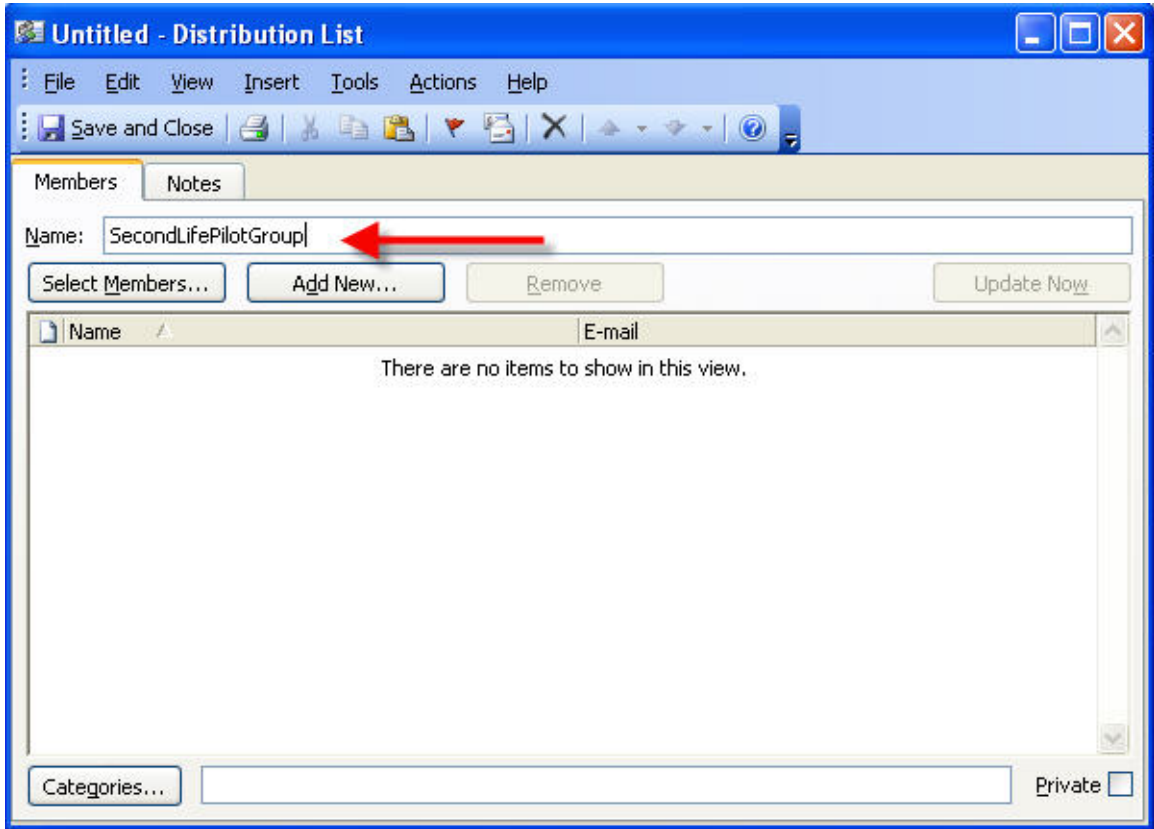 Untitled - Distribution List
File Edit View Insert Tools Actions Help
Save and Close
Members Notes
Name: SecondLifePilotGroup
Select Members... Add New... Remove Update Now
Name E-mail
There are no items to show in this view.
Categories... Private